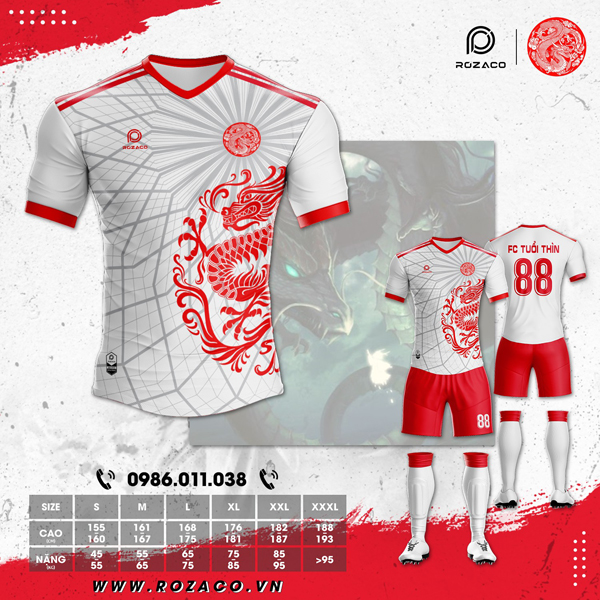 ROZACO
ROZACO
FC TUỔI THÌN
88
88
0986.011.038
SIZE S M L XL XXL XXXL
CAO (CM) 155 160 161 167 168 175 176 181 182 187 188 193
NẶNG (KG) 45 55 55 65 65 75 75 85 85 95 >95
WWW.ROZACO.VN